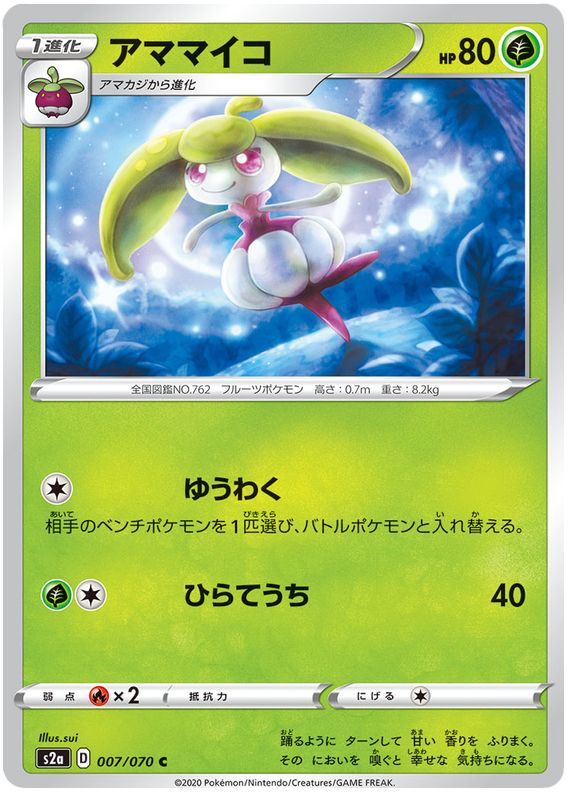 1進化
アママイコ
HP80
アマカジから進化
全国図鑑NO.762 フルーツポケモン 高さ:0.7m 重さ:8.2kg
ゆうわく
相手のベンチポケモンを1匹選び、バトルポケモンと入れ替える。
ひらてうち 40
弱点 ×2 抵抗力 にげる
Illus.sui
s2a D 007/070 C
踊るように ターンして 甘い 香りを ふりまく。
その においを 嗅ぐと 幸せな 気持ちになる。
©2020 Pokémon/Nintendo/Creatures/GAME FREAK.